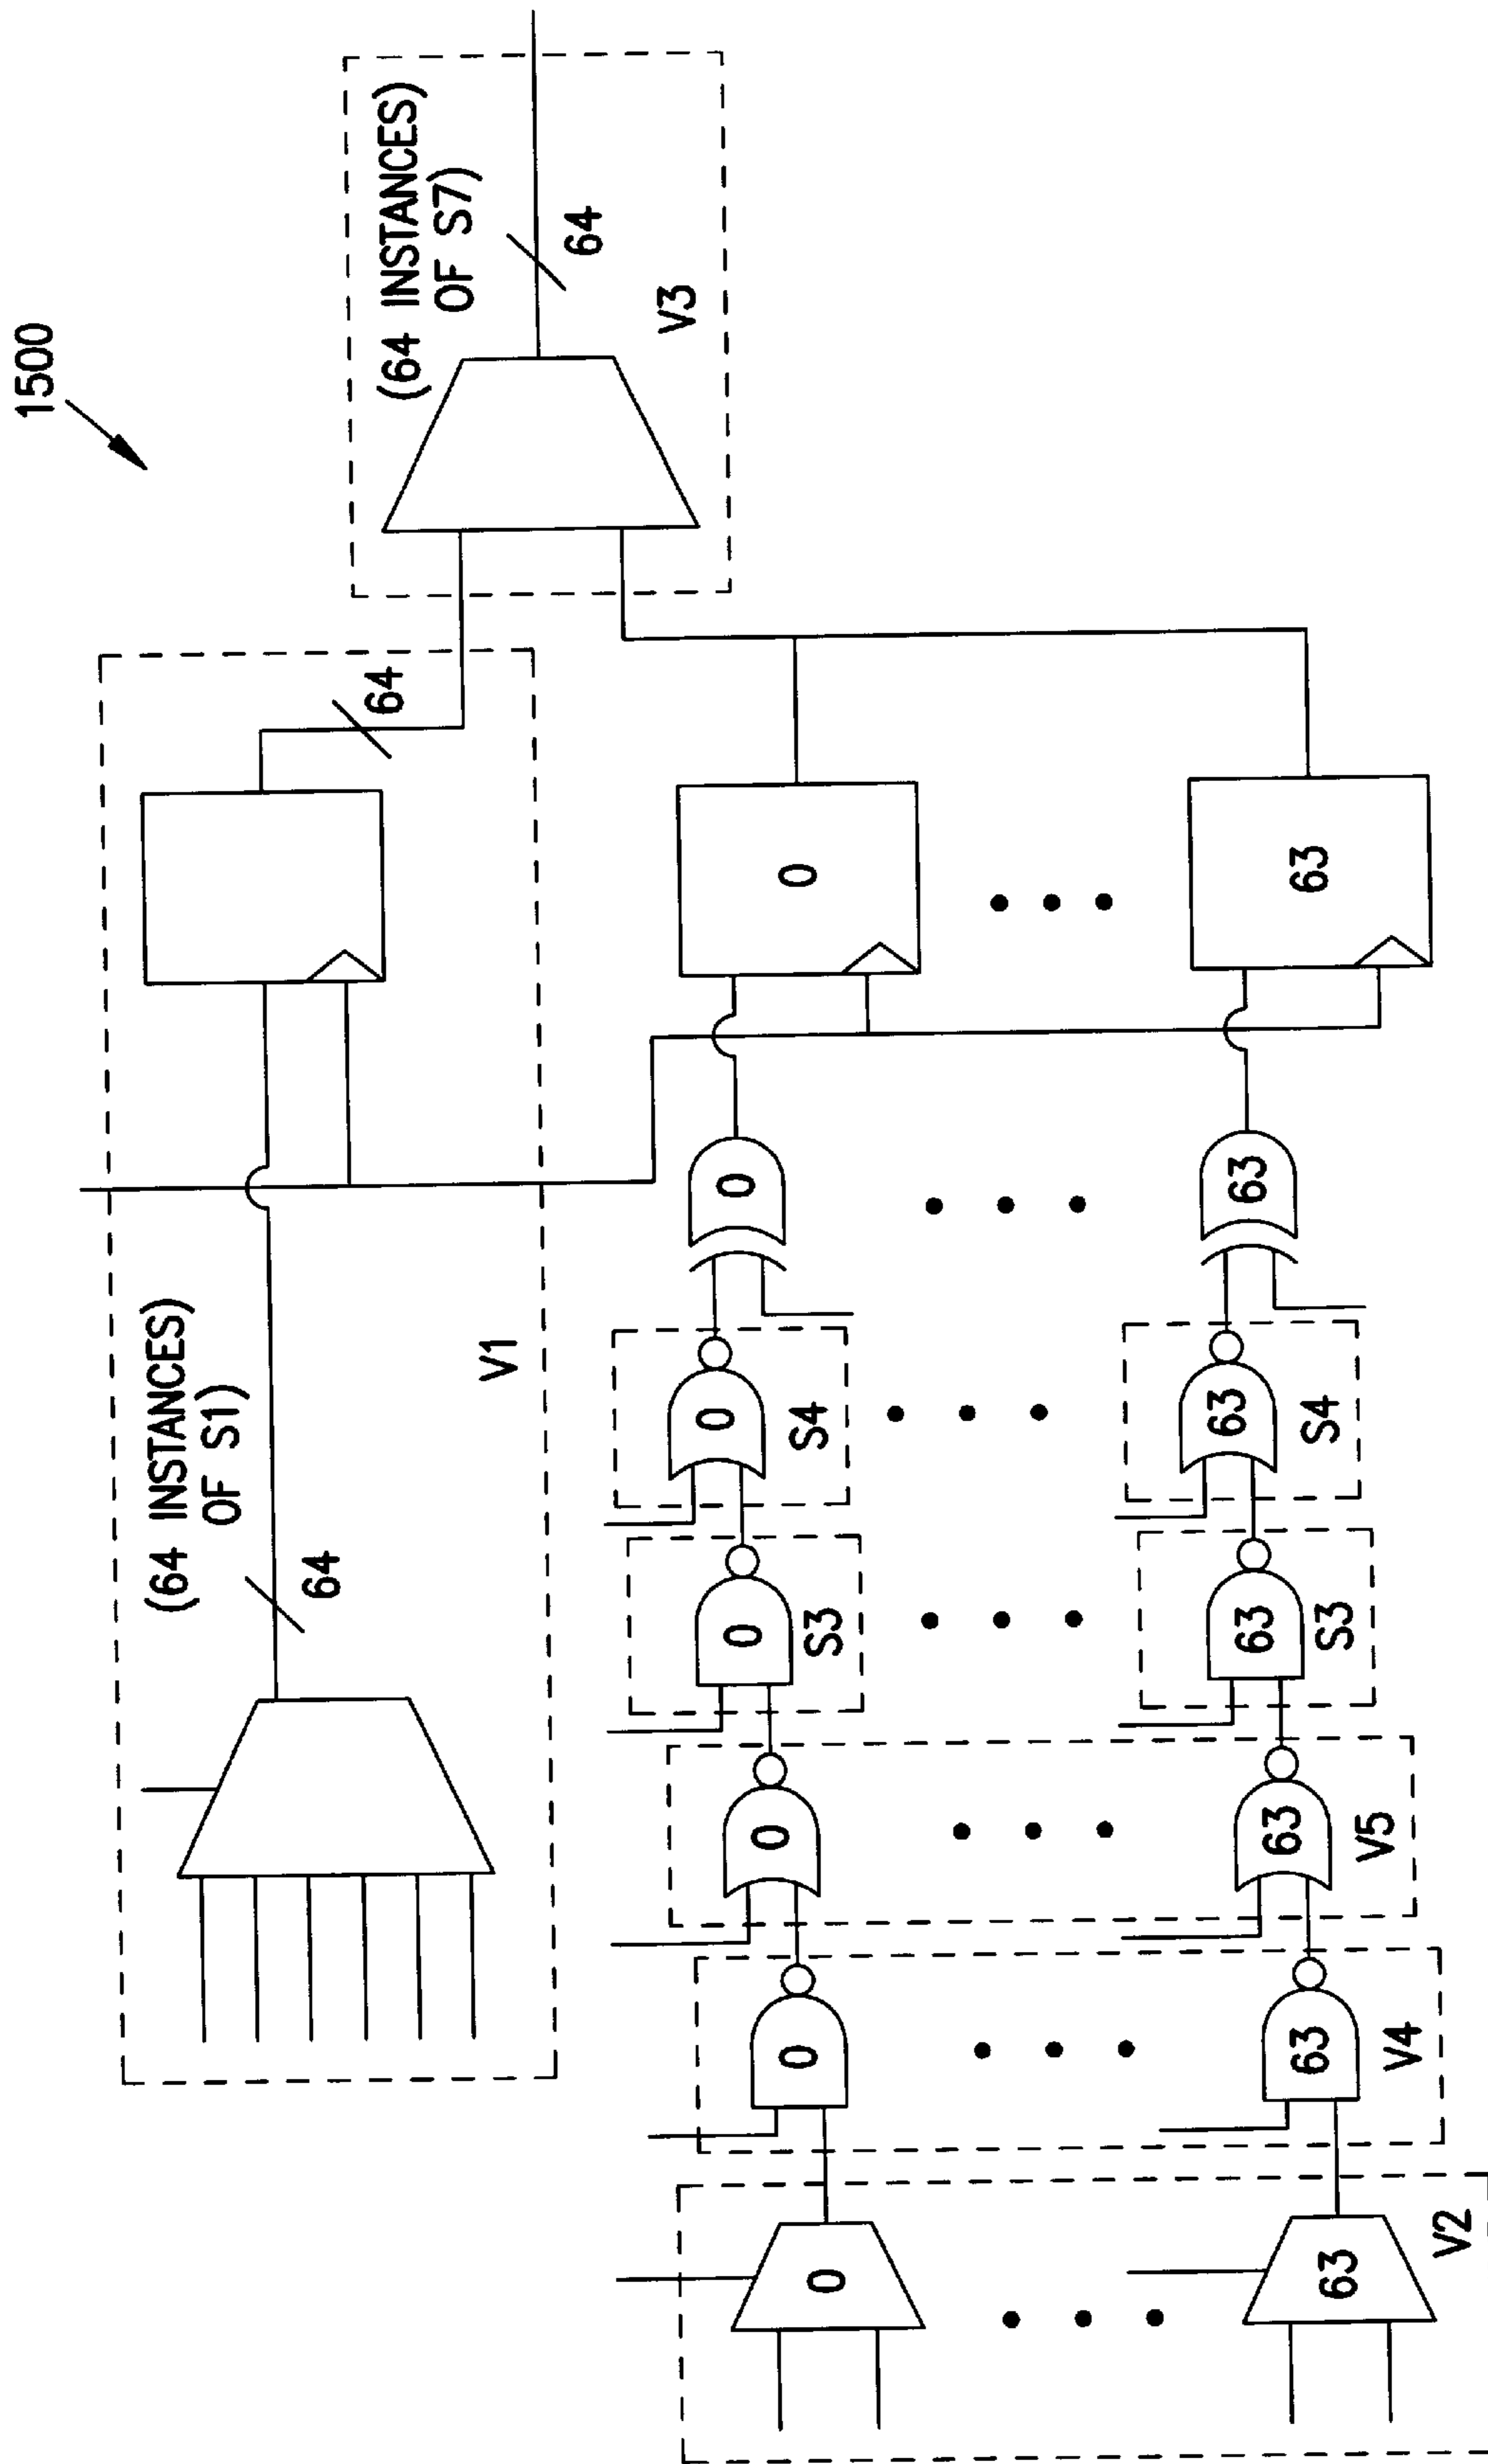 1500
(64 INSTANCES)
OF S1)
64
64
V1
(64 INSTANCES)
OF S7)
64
V3
0
0
0
0
0
0
0
S3
S4
63
63
63
63
63
63
63
V2
V4
V5
S3
S4